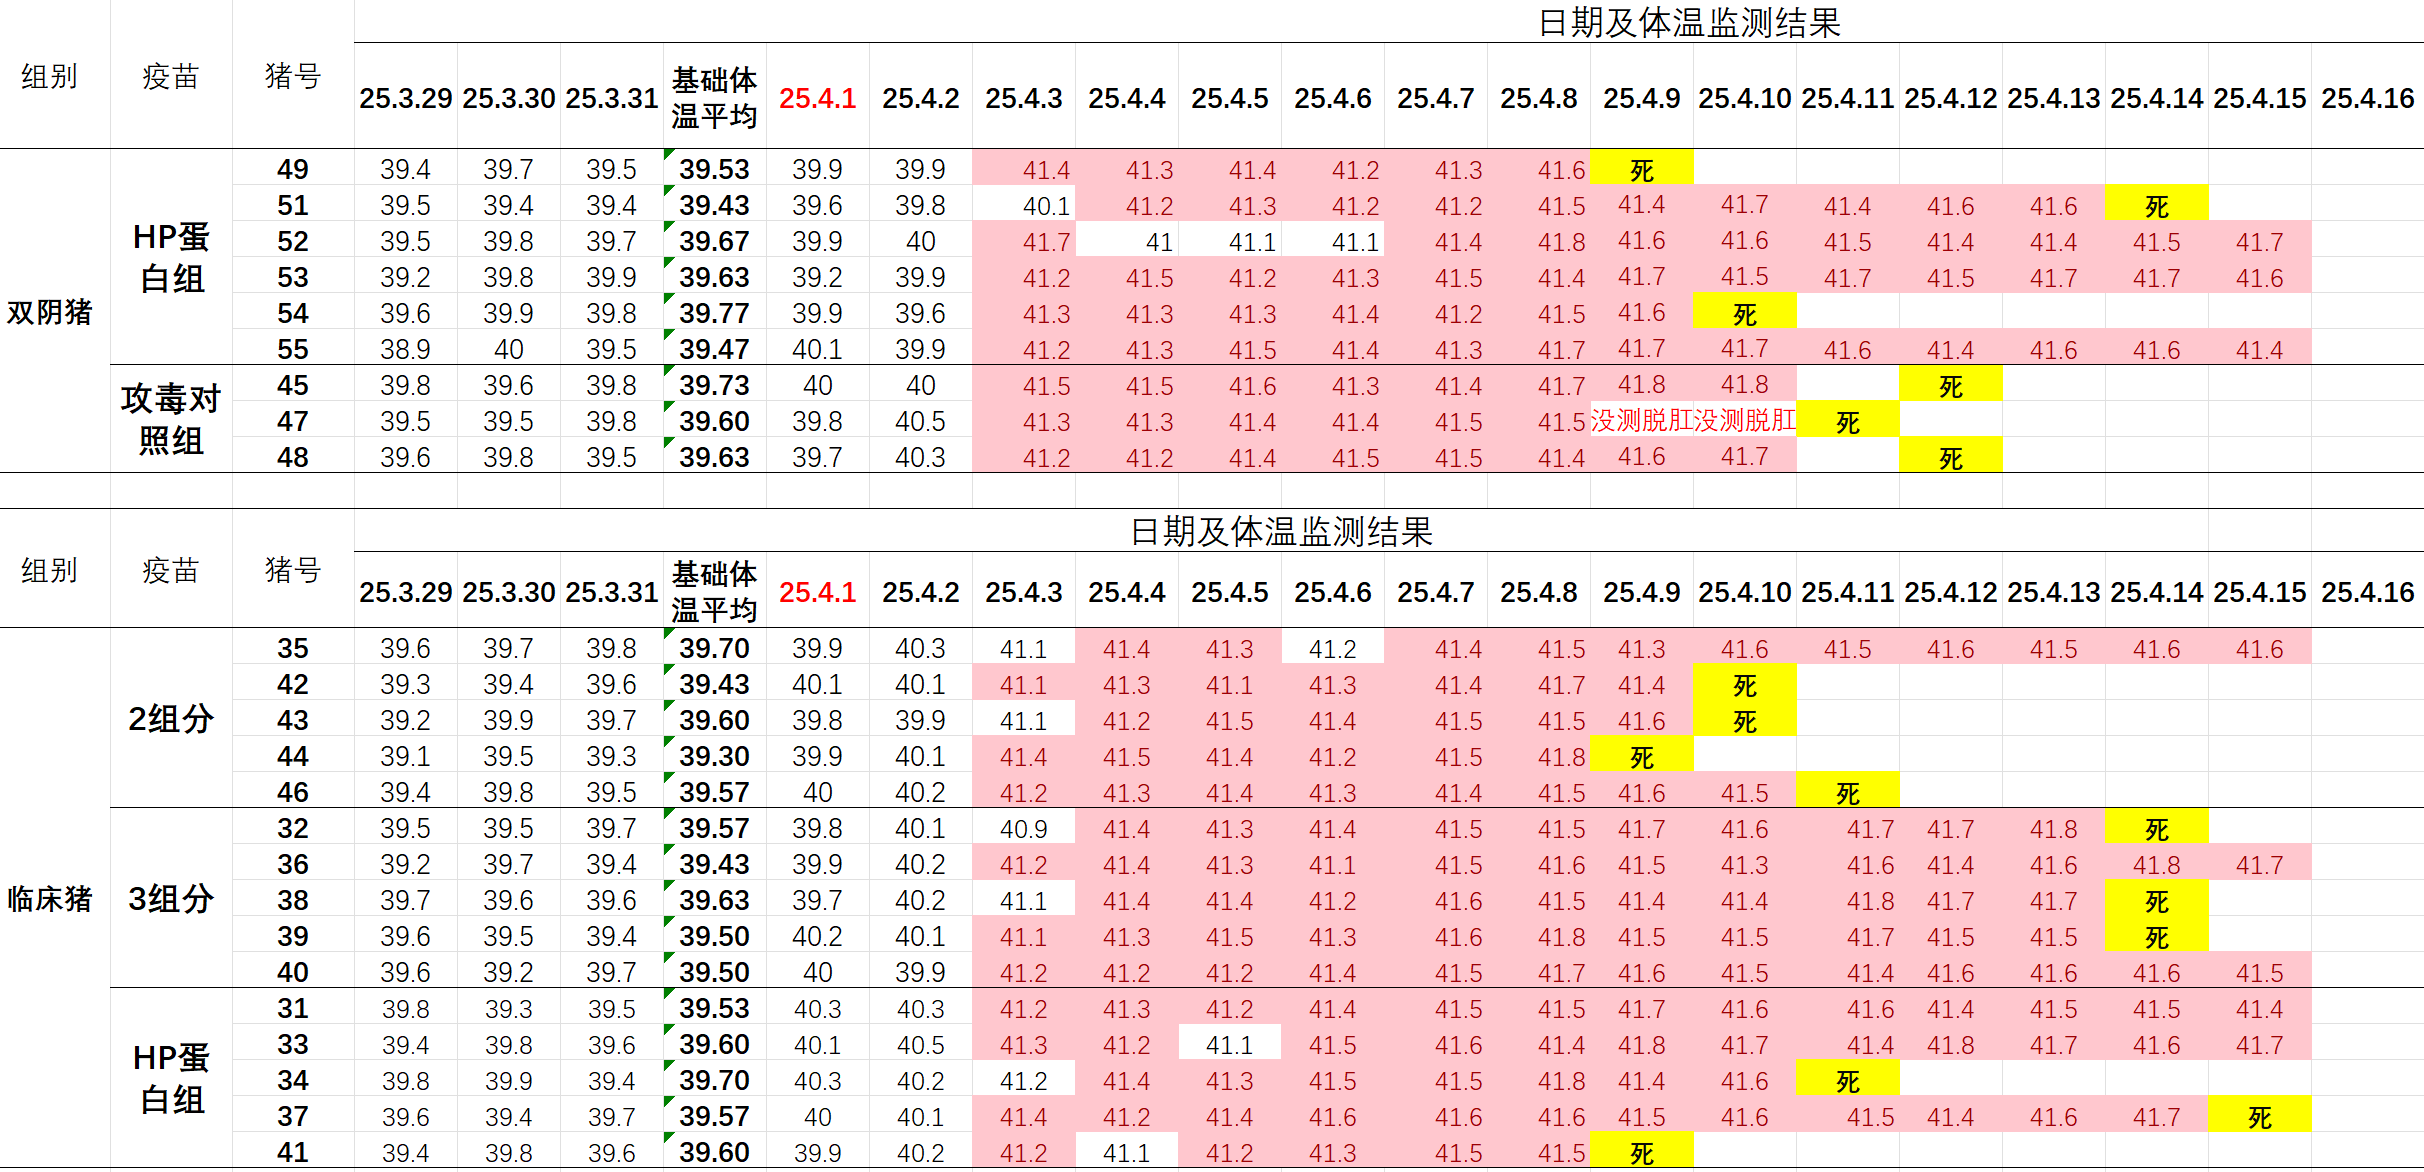 日期及体温监测结果
组别 疫苗 猪号 25.3.29 25.3.30 25.3.31 基础体温平均 25.4.1 25.4.2 25.4.3 25.4.4 25.4.5 25.4.6 25.4.7 25.4.8 25.4.9 25.4.10 25.4.11 25.4.12 25.4.13 25.4.14 25.4.15 25.4.16
双阴猪 HP蛋白组 49 39.4 39.7 39.5 39.53 39.9 39.9 41.4 41.3 41.4 41.2 41.3 41.6 死
51 39.5 39.4 39.4 39.43 39.6 39.8 40.1 41.2 41.3 41.2 41.2 41.5 41.4 41.7 41.4 41.6 41.6 死
52 39.5 39.8 39.7 39.67 39.9 40 41.7 41 41.1 41.1 41.4 41.8 41.6 41.6 41.5 41.4 41.4 41.5 41.7
53 39.2 39.8 39.9 39.63 39.2 39.9 41.2 41.5 41.2 41.3 41.5 41.4 41.7 41.5 41.7 41.5 41.7 41.7 41.6
54 39.6 39.9 39.8 39.77 39.9 39.6 41.3 41.3 41.3 41.4 41.2 41.5 41.6 死
55 38.9 40 39.5 39.47 40.1 39.9 41.2 41.3 41.5 41.4 41.3 41.7 41.7 41.7 41.6 41.4 41.6 41.6 41.4
攻毒对照组 45 39.8 39.6 39.8 39.73 40 40 41.5 41.5 41.6 41.3 41.4 41.7 41.8 41.8 死
47 39.5 39.5 39.8 39.60 39.8 40.5 41.3 41.3 41.4 41.4 41.5 41.5 没测脱肛 没测脱肛 死
48 39.6 39.8 39.5 39.63 39.7 40.3 41.2 41.2 41.4 41.5 41.5 41.4 41.6 41.7 死
日期及体温监测结果
组别 疫苗 猪号 25.3.29 25.3.30 25.3.31 基础体温平均 25.4.1 25.4.2 25.4.3 25.4.4 25.4.5 25.4.6 25.4.7 25.4.8 25.4.9 25.4.10 25.4.11 25.4.12 25.4.13 25.4.14 25.4.15 25.4.16
临床猪 2组分 35 39.6 39.7 39.8 39.70 39.9 40.3 41.1 41.4 41.3 41.2 41.4 41.5 41.3 41.6 41.5 41.6 41.5 41.6 41.6
42 39.3 39.4 39.6 39.43 40.1 40.1 41.1 41.3 41.1 41.3 41.4 41.7 41.4 死
43 39.2 39.9 39.7 39.60 39.8 39.9 41.1 41.2 41.5 41.4 41.5 41.5 41.6 死
44 39.1 39.5 39.3 39.30 39.9 40.1 41.4 41.5 41.4 41.2 41.5 41.8 死
46 39.4 39.8 39.5 39.57 40 40.2 41.2 41.3 41.4 41.3 41.4 41.5 41.6 41.5 死
3组分 32 39.5 39.5 39.7 39.57 39.8 40.1 40.9 41.4 41.3 41.4 41.5 41.5 41.7 41.6 41.7 41.7 41.8 死
36 39.2 39.7 39.4 39.43 39.9 40.2 41.2 41.4 41.3 41.1 41.5 41.6 41.5 41.3 41.6 41.4 41.6 41.8 41.7
38 39.7 39.6 39.6 39.63 39.7 40.2 41.1 41.4 41.4 41.2 41.6 41.5 41.4 41.4 41.8 41.7 41.7 死
39 39.6 39.5 39.4 39.50 40.2 40.1 41.1 41.3 41.5 41.3 41.6 41.8 41.5 41.5 41.7 41.5 41.5 死
40 39.6 39.2 39.7 39.50 40 39.9 41.2 41.2 41.2 41.4 41.5 41.7 41.6 41.5 41.4 41.6 41.6 41.6 41.5
HP蛋白组 31 39.8 39.3 39.5 39.53 40.3 40.3 41.2 41.3 41.2 41.4 41.5 41.5 41.7 41.6 41.6 41.4 41.5 41.5 41.4
33 39.4 39.8 39.6 39.60 40.1 40.5 41.3 41.2 41.1 41.5 41.6 41.4 41.8 41.7 41.4 41.8 41.7 41.6 41.7
34 39.8 39.9 39.4 39.70 40.3 40.2 41.2 41.4 41.3 41.5 41.5 41.8 41.4 41.6 死
37 39.6 39.4 39.7 39.57 40 40.1 41.4 41.2 41.4 41.6 41.6 41.6 41.5 41.6 41.5 41.4 41.6 41.7 死
41 39.4 39.8 39.6 39.60 39.9 40.2 41.2 41.1 41.2 41.3 41.5 41.5 死